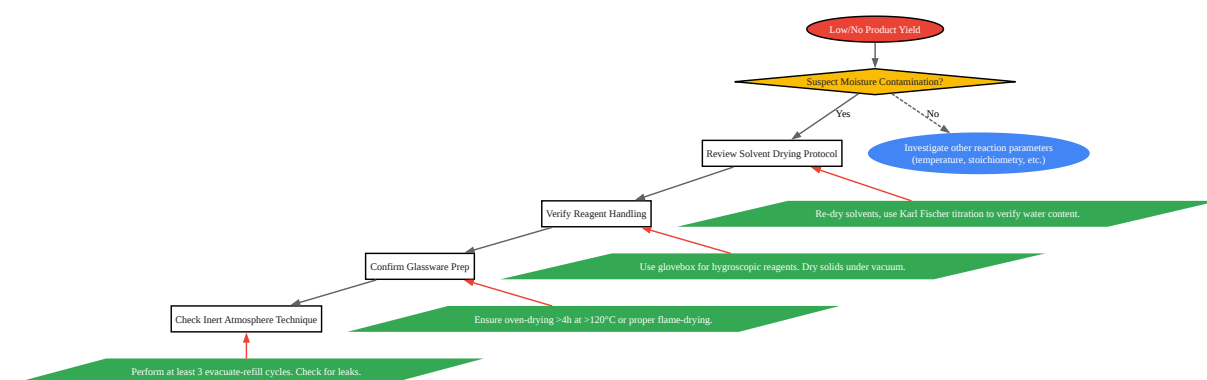 Low/No Product Yield
Suspect Moisture Contamination?
Yes
No
Review Solvent Drying Protocol
Investigate other reaction parameters
(temperature, stoichiometry, etc.)
Verify Reagent Handling
Re-dry solvents, use Karl Fischer titration to verify water content.
Confirm Glassware Prep
Use glovebox for hygroscopic reagents. Dry solids under vacuum.
Check Inert Atmosphere Technique
Ensure oven-drying >4h at >120°C or proper flame-drying.
Perform at least 3 evacuate-refill cycles. Check for leaks.